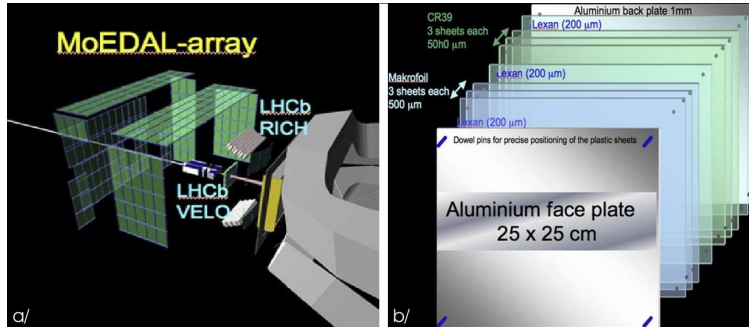 MoEDAL-array
LHCb
RICH
LHCb
VELO
a/
Aluminium back plate 1mm
CR39
3 sheets each
50h0 μm
Lexan (200 μm)
Lexan (200 μm)
Makrofoil
3 sheets each
500 μm
Lexan (200 μm)
Dowel pins for precise positioning of the plastic sheets
Aluminium face plate
25 x 25 cm
b/